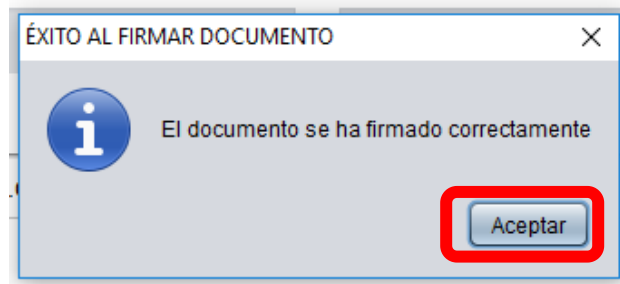 ÉXITO AL FIRMAR DOCUMENTO
El documento se ha firmado correctamente
Aceptar